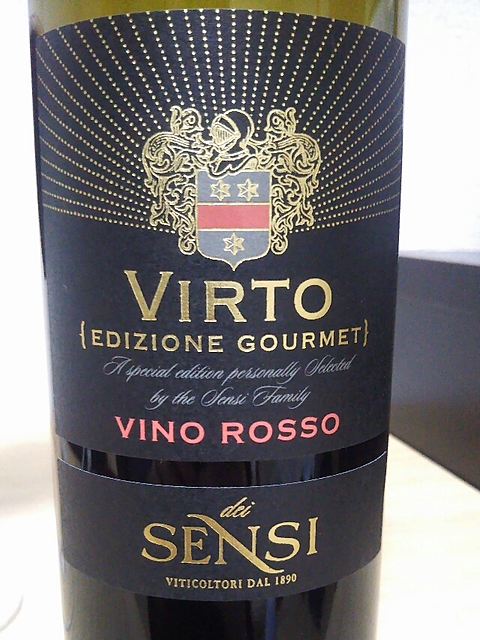 VIRTO
{EDIZIONE GOURMET}
A special edition personally Selected
by the Sensi Family
VINO ROSSO
dei
SENSI
VITICOLTORI DAL 1890